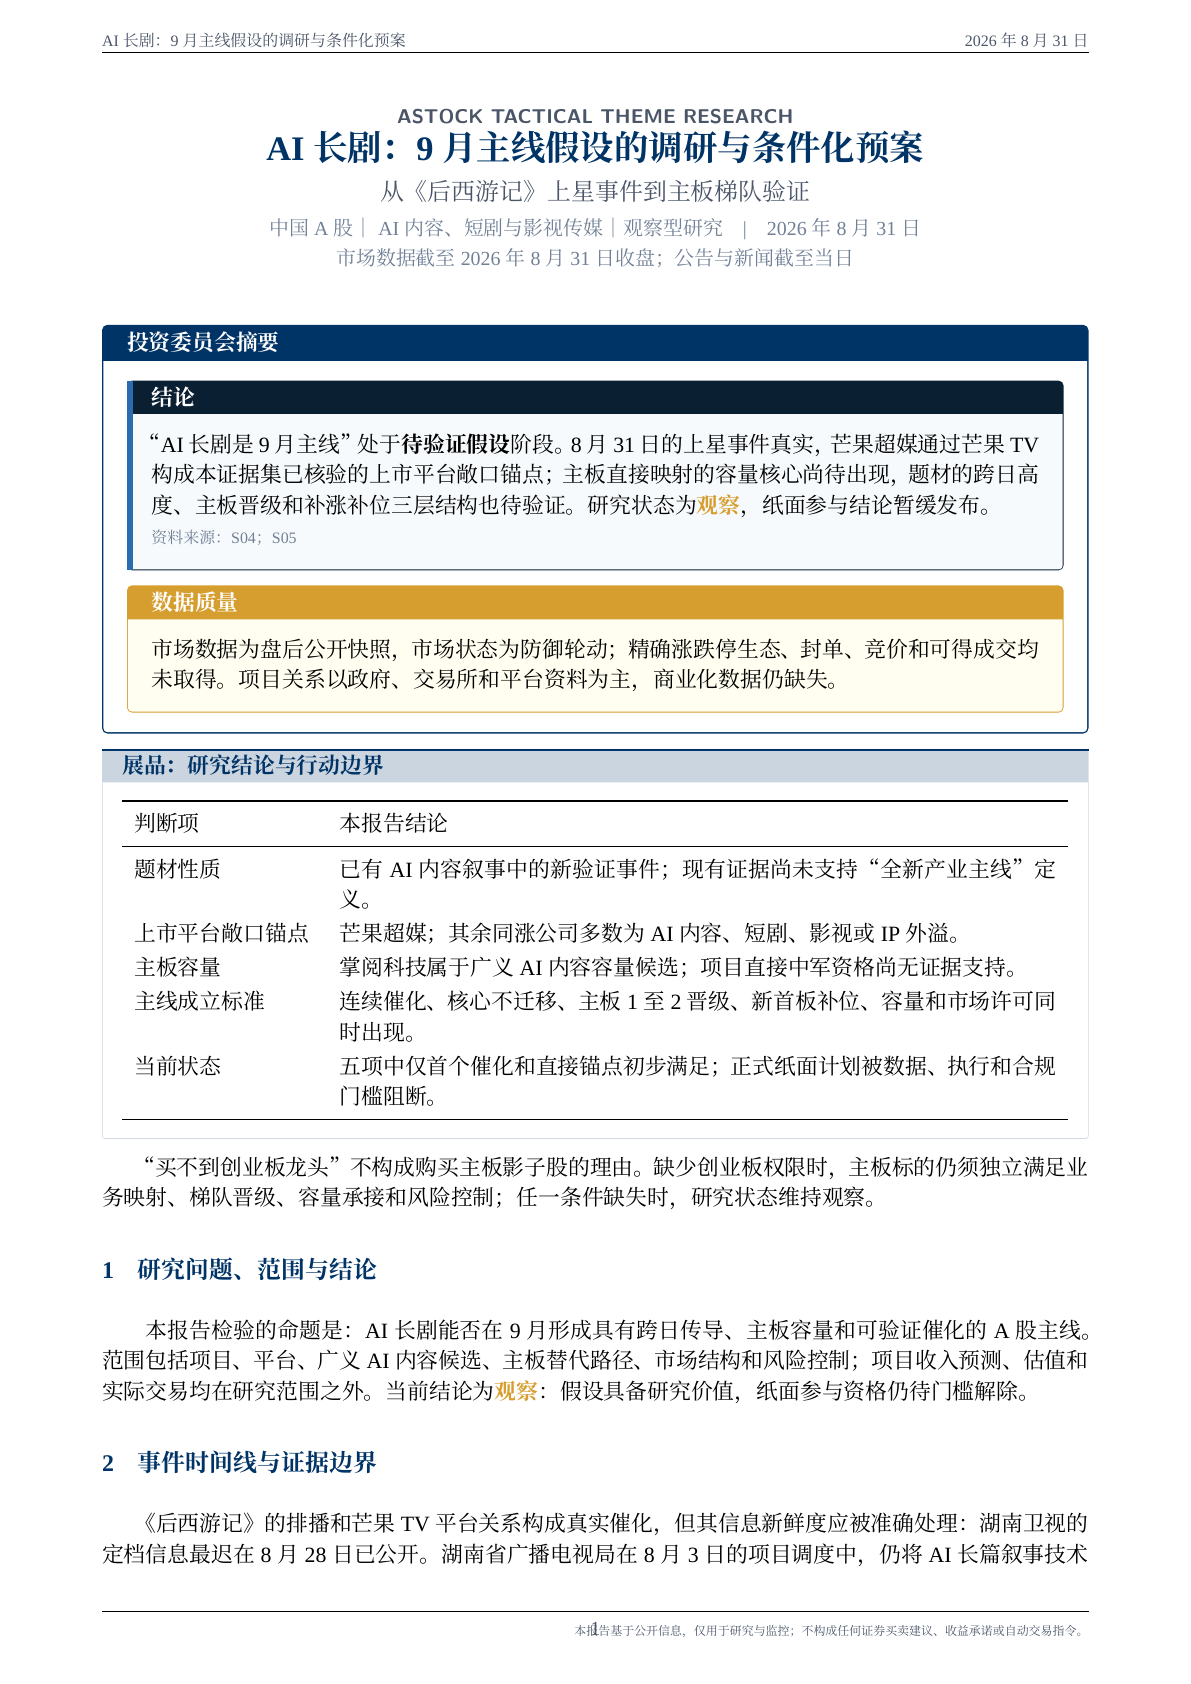 AI 长剧：9 月主线假设的调研与条件化预案
2026 年 8 月 31 日
ASTOCK TACTICAL THEME RESEARCH
AI 长剧：9 月主线假设的调研与条件化预案
从《后西游记》上星事件到主板梯队验证
中国 A 股｜ AI 内容、短剧与影视传媒｜观察型研究 | 2026 年 8 月 31 日
市场数据截至 2026 年 8 月 31 日收盘；公告与新闻截至当日
投资委员会摘要
结论
“AI 长剧是 9 月主线”处于待验证假设阶段。8 月 31 日的上星事件真实，芒果超媒通过芒果 TV
构成本证据集已核验的上市平台敞口锚点；主板直接映射的容量核心尚待出现，题材的跨日高
度、主板晋级和补涨补位三层结构也待验证。研究状态为观察，纸面参与结论暂缓发布。
资料来源：S04；S05
数据质量
市场数据为盘后公开快照，市场状态为防御轮动；精确涨跌停生态、封单、竞价和可得成交均
未取得。项目关系以政府、交易所和平台资料为主，商业化数据仍缺失。
展品：研究结论与行动边界
判断项 本报告结论
题材性质 已有 AI 内容叙事中的新验证事件；现有证据尚未支持“全新产业主线”定
义。
上市平台敞口锚点 芒果超媒；其余同涨公司多数为 AI 内容、短剧、影视或 IP 外溢。
主板容量 掌阅科技属于广义 AI 内容容量候选；项目直接中军资格尚无证据支持。
主线成立标准 连续催化、核心不迁移、主板 1 至 2 晋级、新首板补位、容量和市场许可同
时出现。
当前状态 五项中仅首个催化和直接锚点初步满足；正式纸面计划被数据、执行和合规
门槛阻断。
“买不到创业板龙头”不构成购买主板影子股的理由。缺少创业板权限时，主板标的仍须独立满足业
务映射、梯队晋级、容量承接和风险控制；任一条件缺失时，研究状态维持观察。
1 研究问题、范围与结论
本报告检验的命题是：AI 长剧能否在 9 月形成具有跨日传导、主板容量和可验证催化的 A 股主线。
范围包括项目、平台、广义 AI 内容候选、主板替代路径、市场结构和风险控制；项目收入预测、估值和
实际交易均在研究范围之外。当前结论为观察：假设具备研究价值，纸面参与资格仍待门槛解除。
2 事件时间线与证据边界
《后西游记》的排播和芒果 TV 平台关系构成真实催化，但其信息新鲜度应被准确处理：湖南卫视的
定档信息最迟在 8 月 28 日已公开。湖南省广播电视局在 8 月 3 日的项目调度中，仍将 AI 长篇叙事技术
1
本报告基于公开信息，仅用于研究与监控；不构成任何证券买卖建议、收益承诺或自动交易指令。